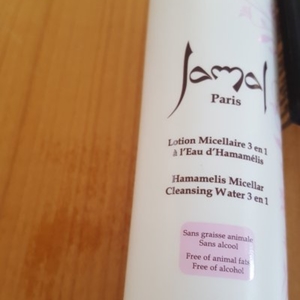 Jamal
Paris
Lotion Micellaire 3 en 1
à l'Eau d'Hamamélis
Hamamelis Micellar
Cleansing Water 3 en 1
Sans graisse animale
Sans alcool
Free of animal fats
Free of alcohol